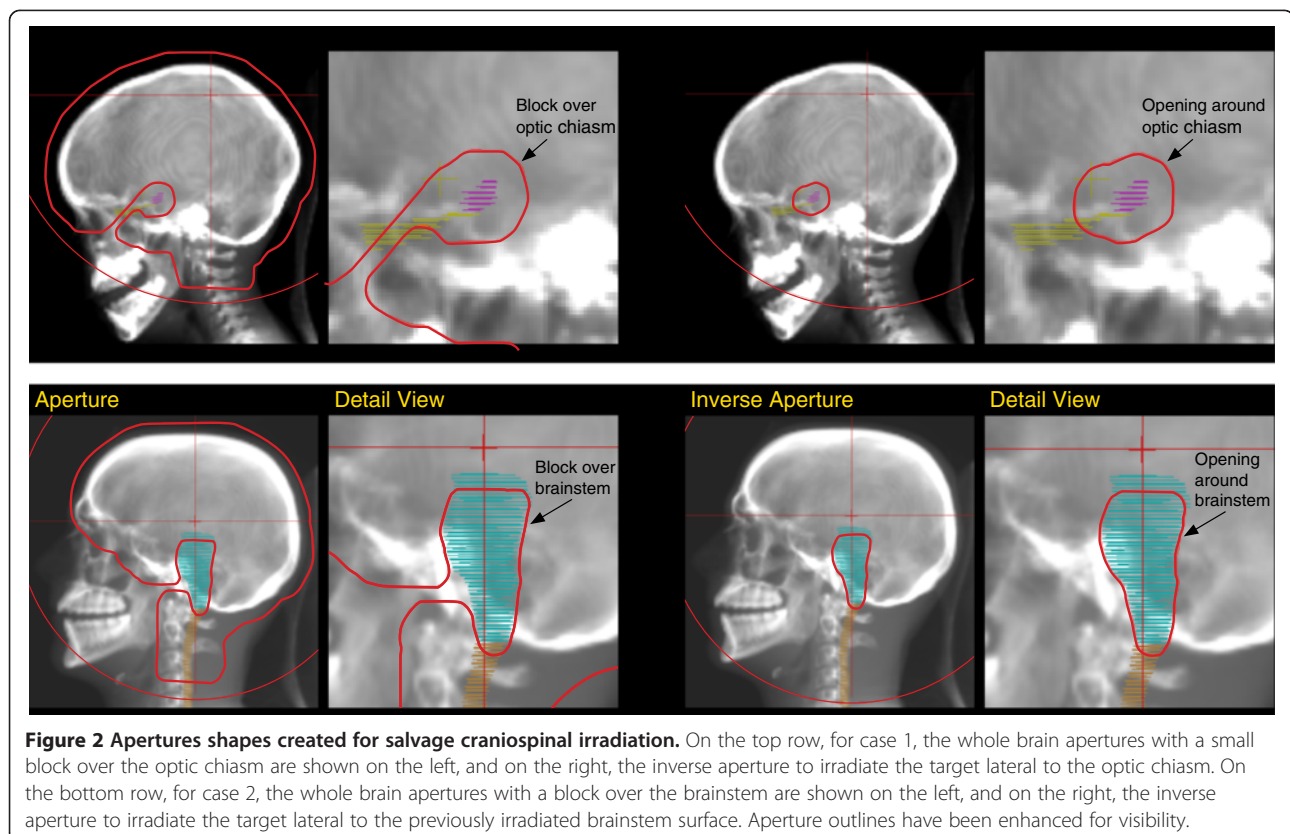 Block over
optic chiasm
Opening around
optic chiasm
Aperture
Detail View
Inverse Aperture
Detail View
Block over
brainstem
Opening
around
brainstem
Figure 2 Apertures shapes created for salvage craniospinal irradiation. On the top row, for case 1, the whole brain apertures with a small
block over the optic chiasm are shown on the left, and on the right, the inverse aperture to irradiate the target lateral to the optic chiasm. On
the bottom row, for case 2, the whole brain apertures with a block over the brainstem are shown on the left, and on the right, the inverse
aperture to irradiate the target lateral to the previously irradiated brainstem surface. Aperture outlines have been enhanced for visibility.